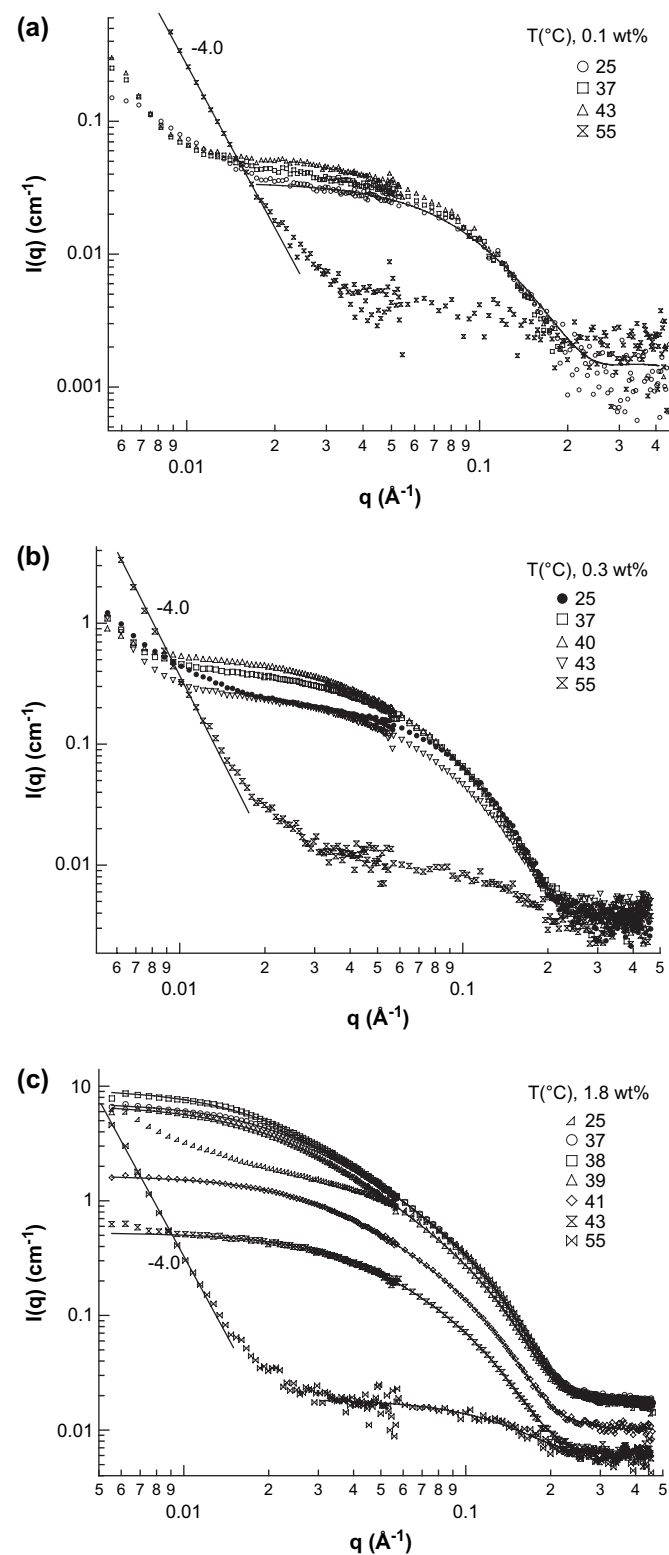 (a)
T(°C), 0.1 wt%
25
37
43
55
-4.0
0.1
0.01
0.001
I(q) (cm⁻¹)
6 7 8 9 2 3 4 5 6 7 8 9 2 3 4
0.01 0.1
q (Å⁻¹)
(b)
T(°C), 0.3 wt%
25
37
40
43
55
-4.0
1
0.1
0.01
I(q) (cm⁻¹)
6 7 8 9 2 3 4 5 6 7 8 9 2 3 4 5
0.01 0.1
q (Å⁻¹)
(c)
T(°C), 1.8 wt%
25
37
38
39
41
43
55
-4.0
10
1
0.1
0.01
I(q) (cm⁻¹)
5 6 7 8 9 2 3 4 5 6 7 8 9 2 3 4 5
0.01 0.1
q (Å⁻¹)